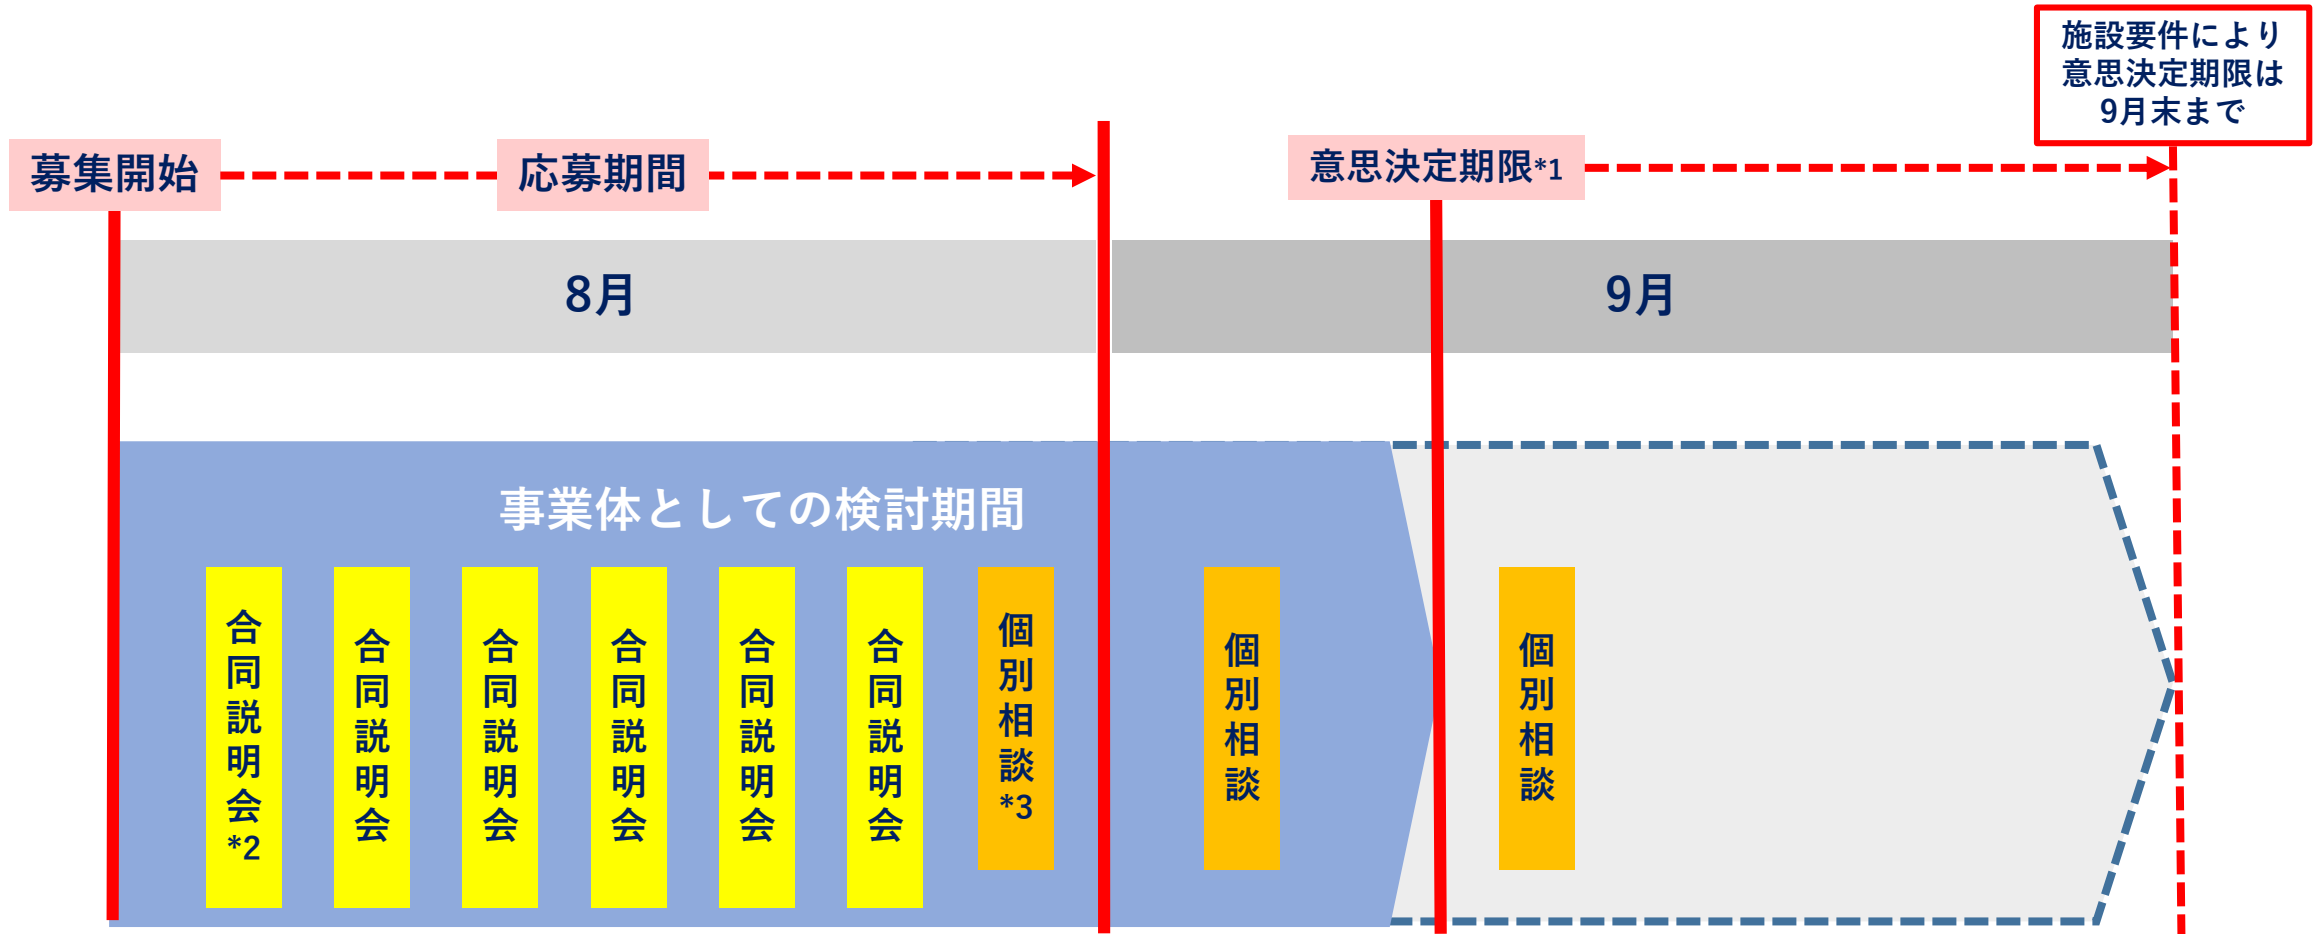 施設要件により
意思決定期限は
9月末まで
募集開始
応募期間
意思決定期限*1
8月
9月
事業体としての検討期間
合同説明会*2
合同説明会
合同説明会
合同説明会
合同説明会
合同説明会
個別相談*3
個別相談
個別相談